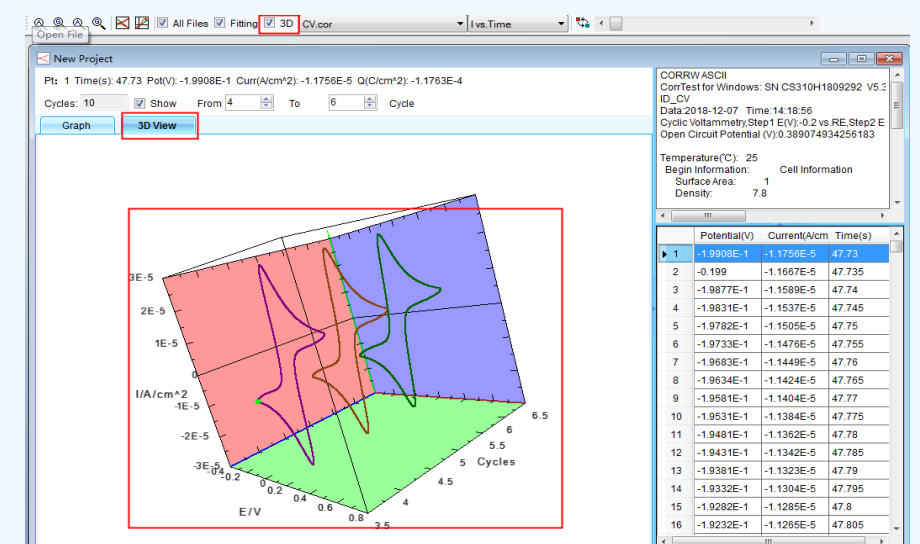 All Files Fitting 3D CV.cor I vs.Time
Open File
New Project
Pt: 1 Time(s): 47.73 Pot(V): -1.9908E-1 Curr(A/cm^2): -1.1756E-5 Q(C/cm^2): -1.1763E-4
Cycles: 10 Show From 4 To 6 Cycle
Graph 3D View
3E-5
2E-5
1E-5
0
I/A/cm^2
-1E-5
-2E-5
-3E-5
-0.4
-0.2
0
0.2
0.4
0.6
0.8
E/V
3.5
4
4.5
5
5.5
6
6.5
Cycles
CORRW ASCII
CorrTest for Windows: SN CS310H1809292 V5.3
ID_CV
Data:2018-12-07 Time:14:18:56
Cyclic Voltammetry,Step1 E(V):-0.2 vs.RE,Step2 E
Open Circuit Potential (V):0.389074934256183
Temperature(℃): 25
Begin Information: Cell Information
Surface Area: 1
Density: 7.8
Potential(V) Current(A/cm Time(s)
1 -1.9908E-1 -1.1756E-5 47.73
2 -0.199 -1.1667E-5 47.735
3 -1.9877E-1 -1.1589E-5 47.74
4 -1.9831E-1 -1.1537E-5 47.745
5 -1.9782E-1 -1.1505E-5 47.75
6 -1.9733E-1 -1.1476E-5 47.755
7 -1.9683E-1 -1.1449E-5 47.76
8 -1.9634E-1 -1.1424E-5 47.765
9 -1.9581E-1 -1.1404E-5 47.77
10 -1.9531E-1 -1.1384E-5 47.775
11 -1.9481E-1 -1.1362E-5 47.78
12 -1.9431E-1 -1.1342E-5 47.785
13 -1.9381E-1 -1.1323E-5 47.79
14 -1.9332E-1 -1.1304E-5 47.795
15 -1.9282E-1 -1.1285E-5 47.8
16 -1.9232E-1 -1.1265E-5 47.805